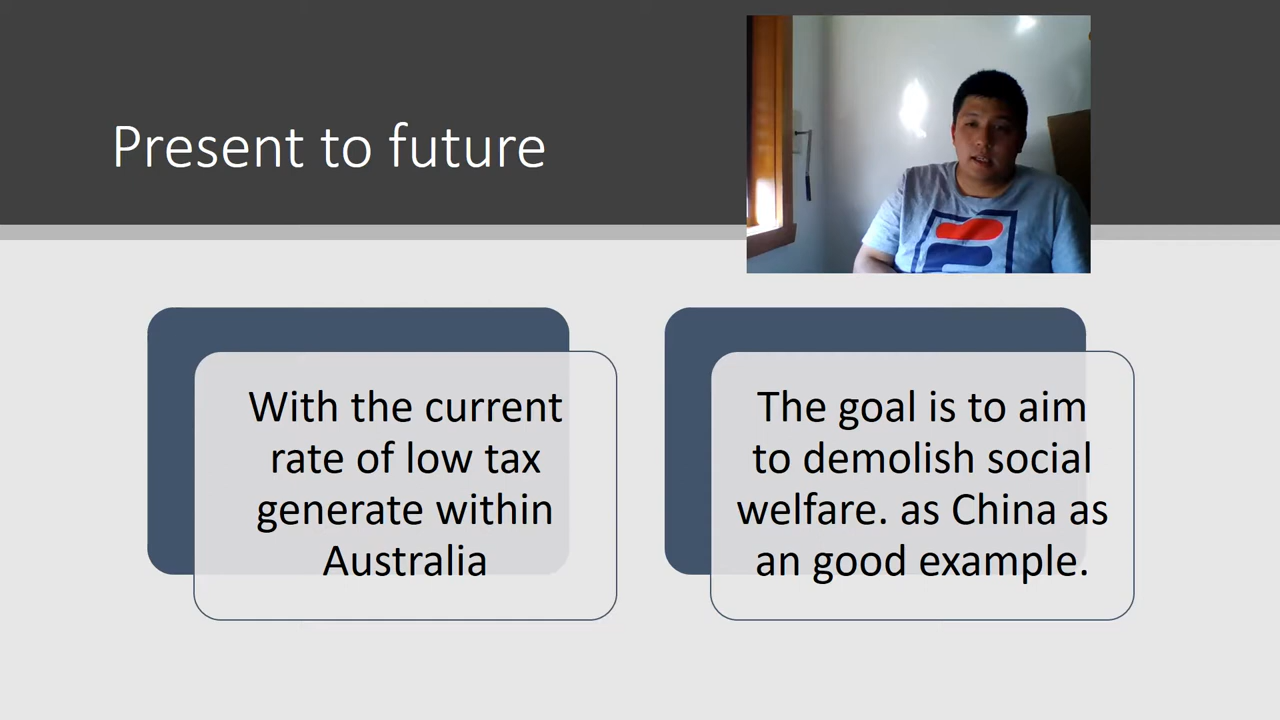 Present to future
With the current
rate of low tax
generate within
Australia
The goal is to aim
to demolish social
welfare. as China as
an good example.